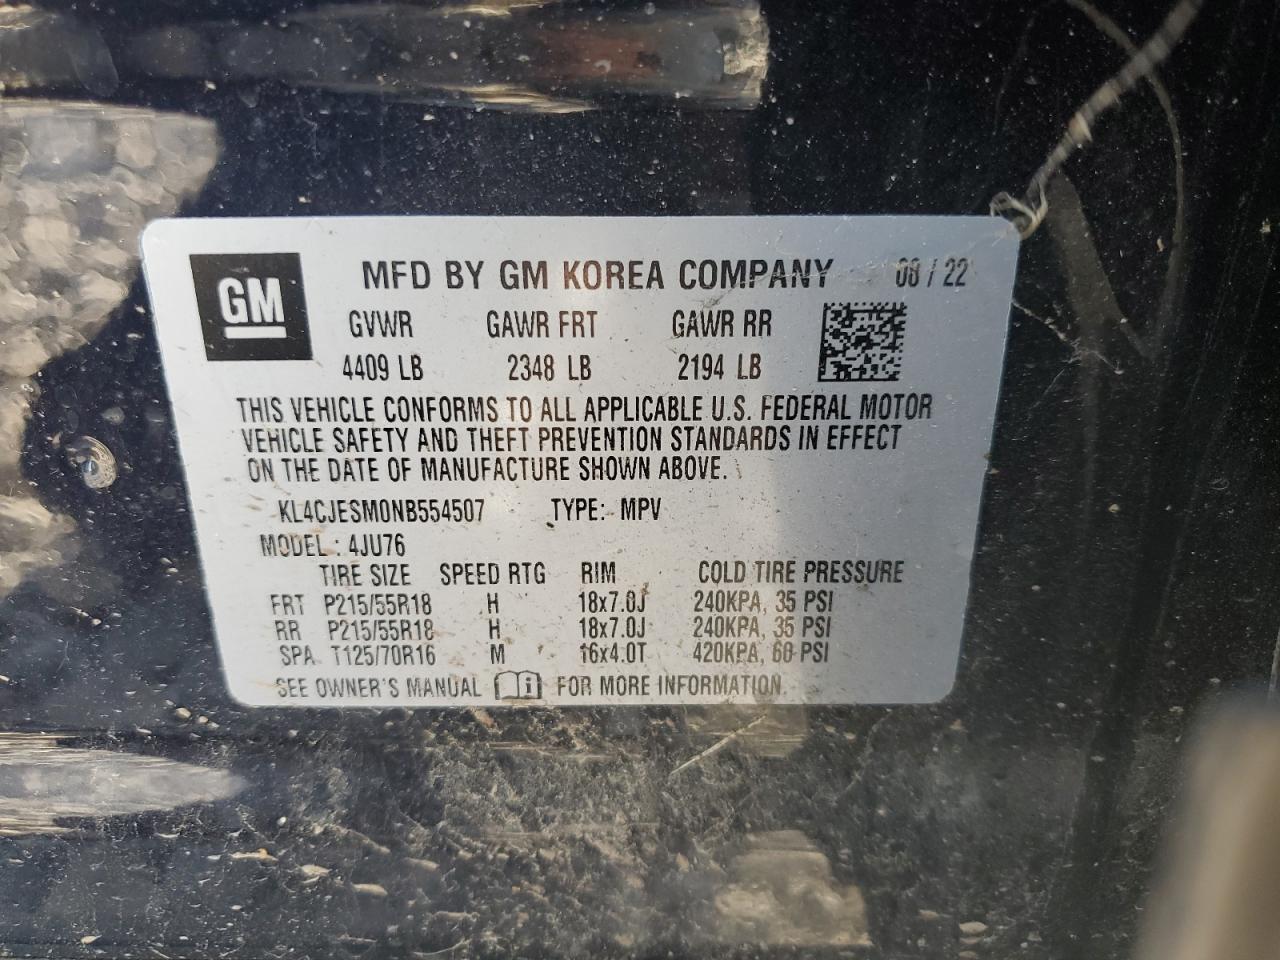 GM MFD BY GM KOREA COMPANY 08 / 22
GVWR GAWR FRT GAWR RR
4409 LB 2348 LB 2194 LB
THIS VEHICLE CONFORMS TO ALL APPLICABLE U.S. FEDERAL MOTOR
VEHICLE SAFETY AND THEFT PREVENTION STANDARDS IN EFFECT
ON THE DATE OF MANUFACTURE SHOWN ABOVE.
KL4CJESM0NB554507 TYPE: MPV
MODEL : 4JU76
TIRE SIZE SPEED RTG RIM COLD TIRE PRESSURE
FRT P215/55R18 H 18x7.0J 240KPA, 35 PSI
RR P215/55R18 H 18x7.0J 240KPA, 35 PSI
SPA T125/70R16 M 16x4.0T 420KPA, 60 PSI
SEE OWNER'S MANUAL i FOR MORE INFORMATION